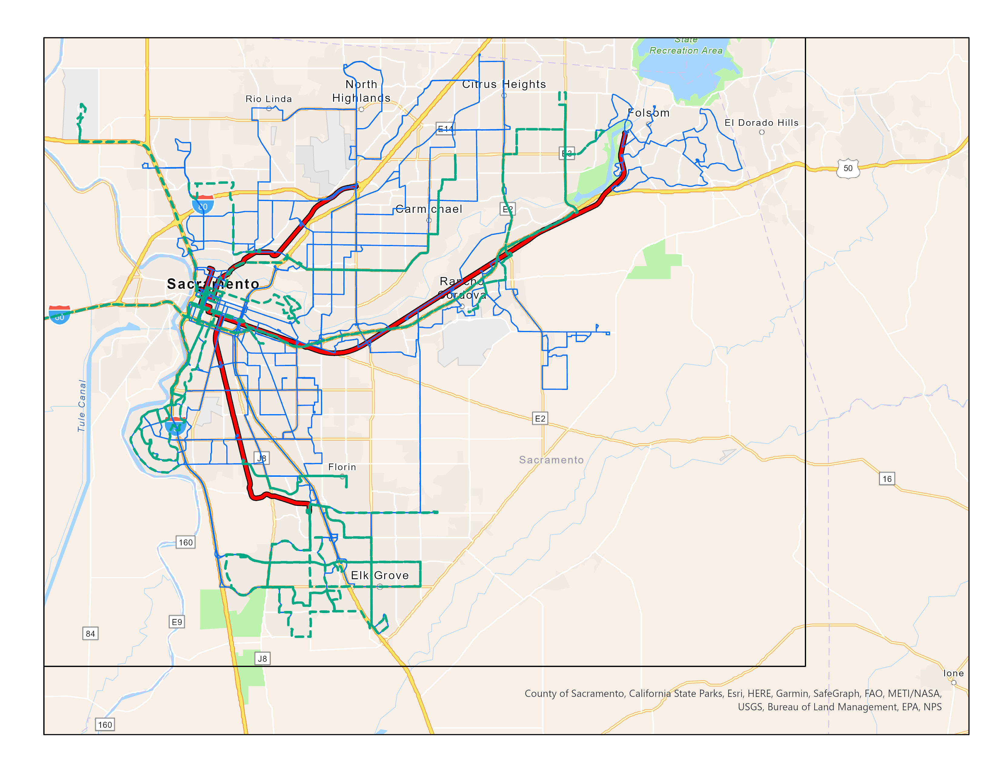 State
Recreation Area
North
Highlands
Citrus Heights
Rio Linda
Folsom
El Dorado Hills
E14
E3
50
80
Carmichael
E2
Sacramento
Rancho
Cordova
80
Tule Canal
E2
5
J8
Sacramento
Florin
16
160
Elk Grove
E9
84
J8
Ione
County of Sacramento, California State Parks, Esri, HERE, Garmin, SafeGraph, FAO, METI/NASA,
USGS, Bureau of Land Management, EPA, NPS
160